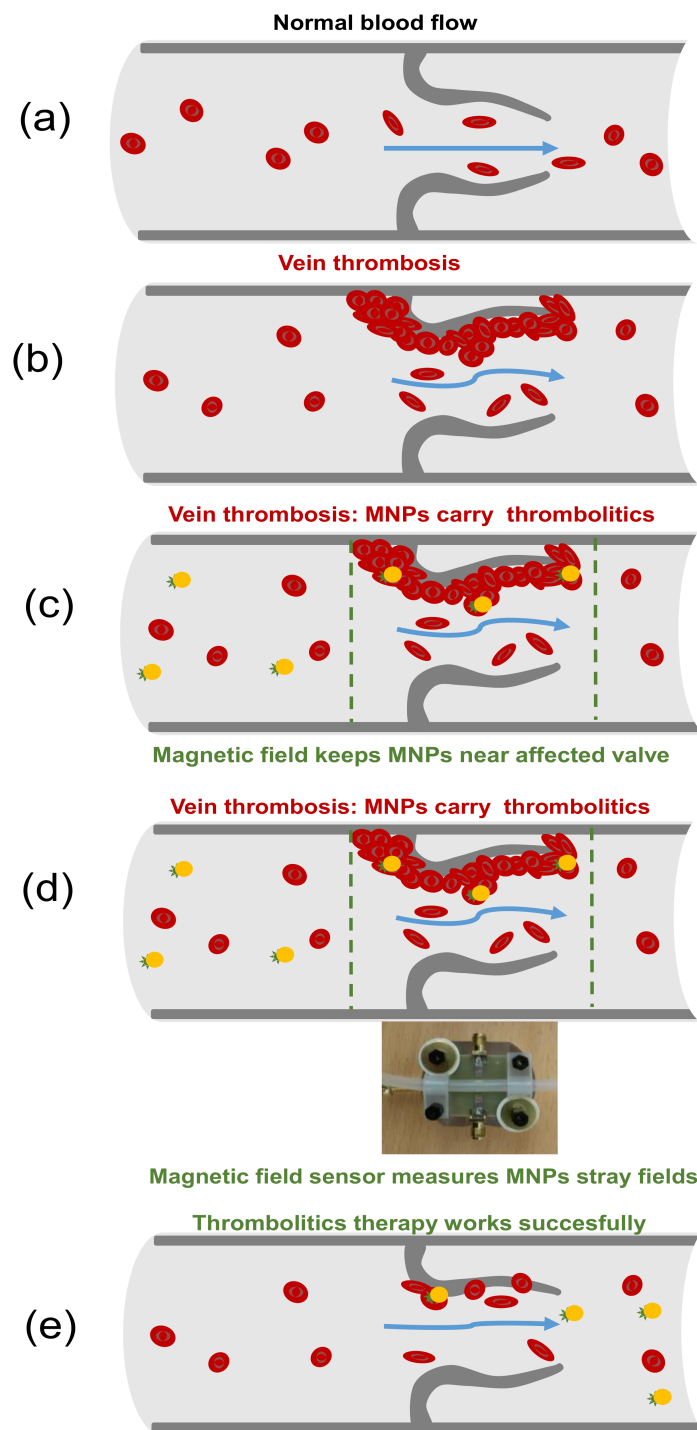 Normal blood flow
(a)
Vein thrombosis
(b)
Vein thrombosis: MNPs carry thrombolitics
(c)
Magnetic field keeps MNPs near affected valve
Vein thrombosis: MNPs carry thrombolitics
(d)
Magnetic field sensor measures MNPs stray fields
Thrombolitics therapy works succesfully
(e)